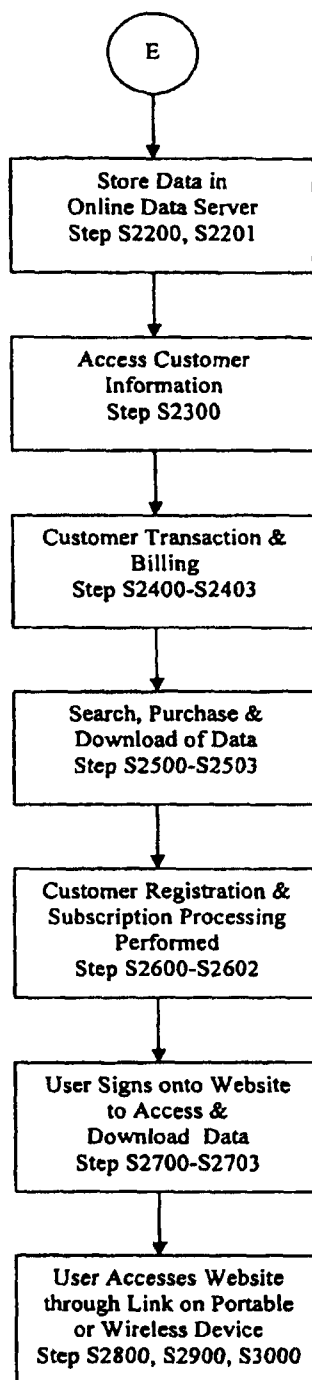 E
Store Data in
Online Data Server
Step S2200, S2201
Access Customer
Information
Step S2300
Customer Transaction &
Billing
Step S2400-S2403
Search, Purchase &
Download of Data
Step S2500-S2503
Customer Registration &
Subscription Processing
Performed
Step S2600-S2602
User Signs onto Website
to Access &
Download Data
Step S2700-S2703
User Accesses Website
through Link on Portable
or Wireless Device
Step S2800, S2900, S3000